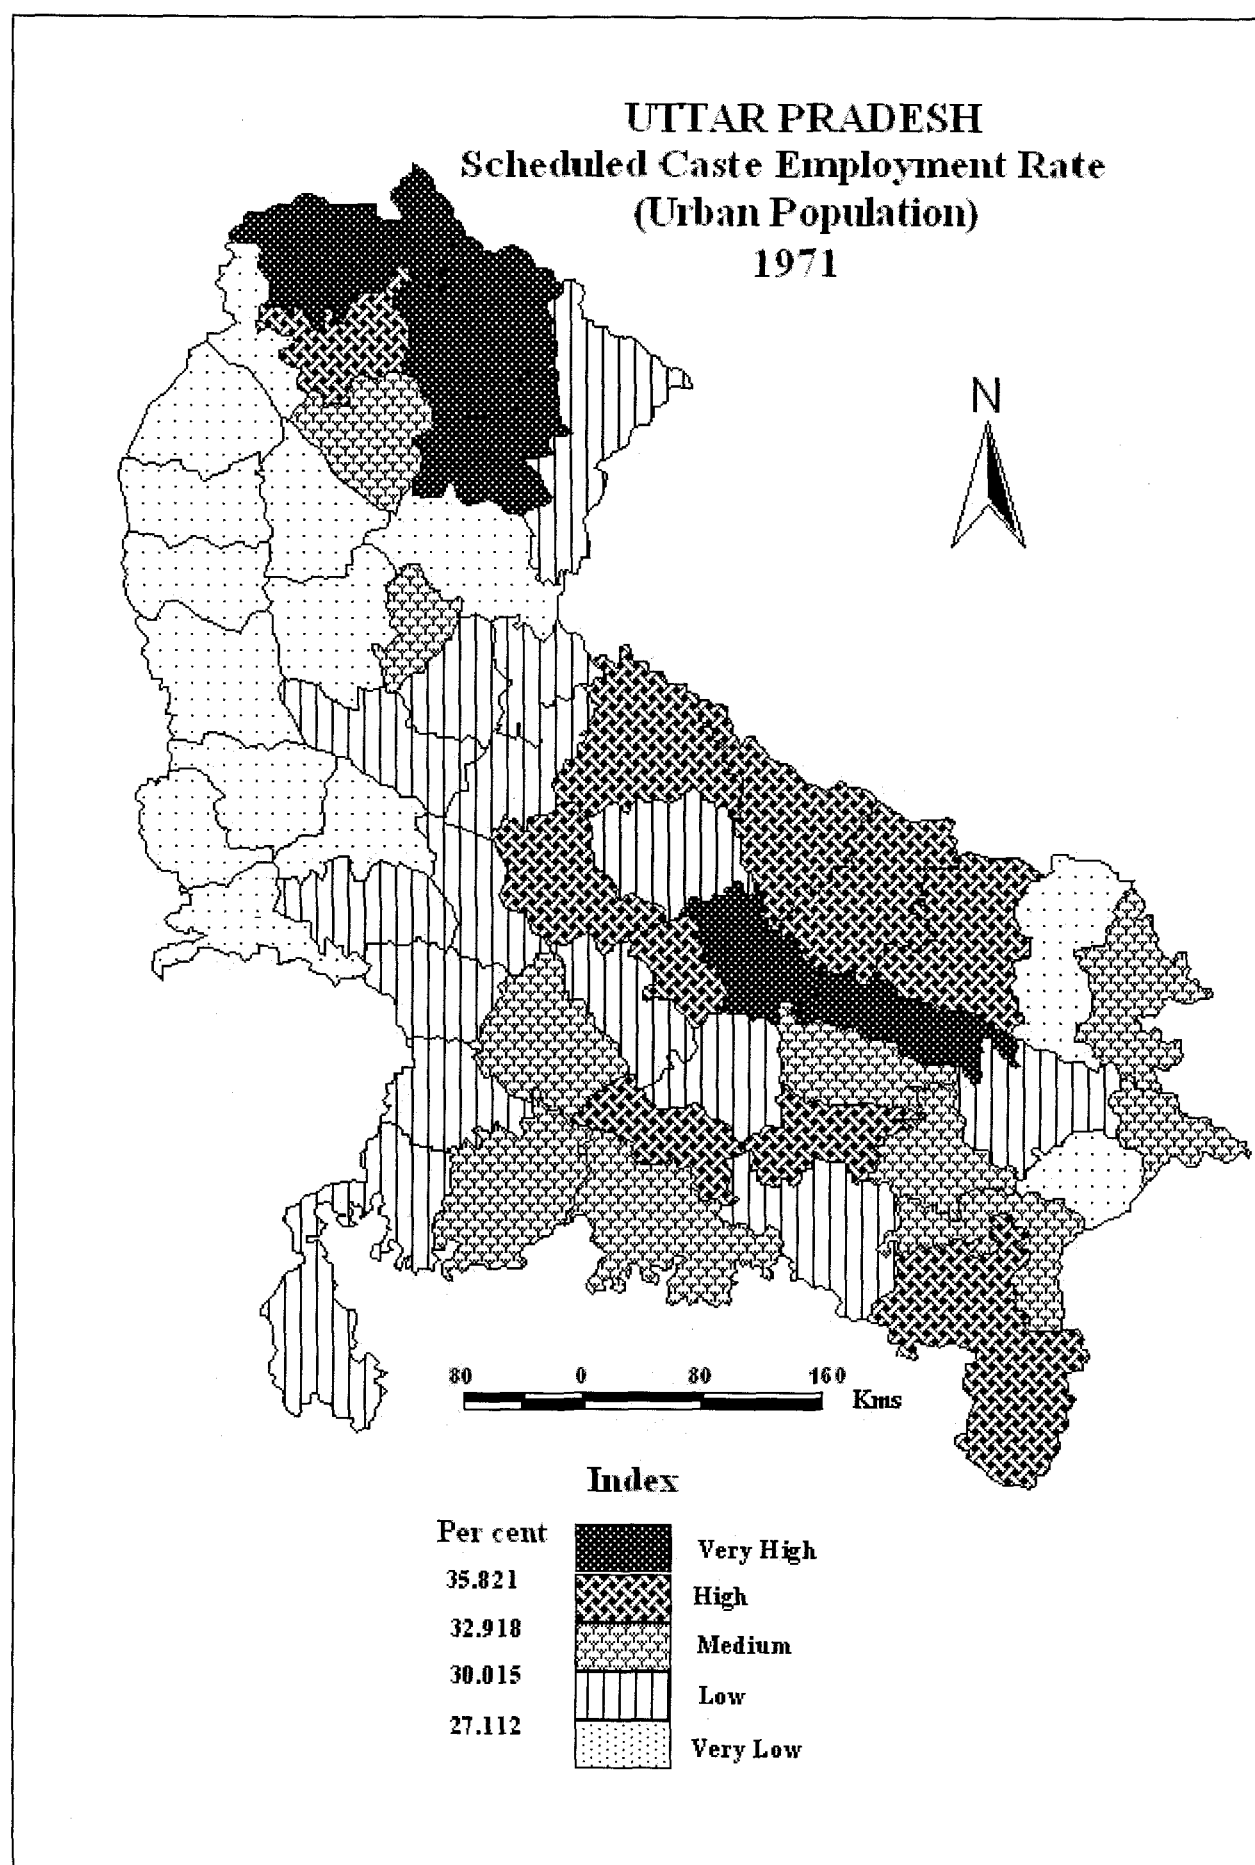 UTTAR PRADESH
Scheduled Caste Employment Rate
(Urban Population)
1971
N
80 0 80 160
Kms
Index
Per cent
Very High
35.821
High
32.918
Medium
30.015
Low
27.112
Very Low